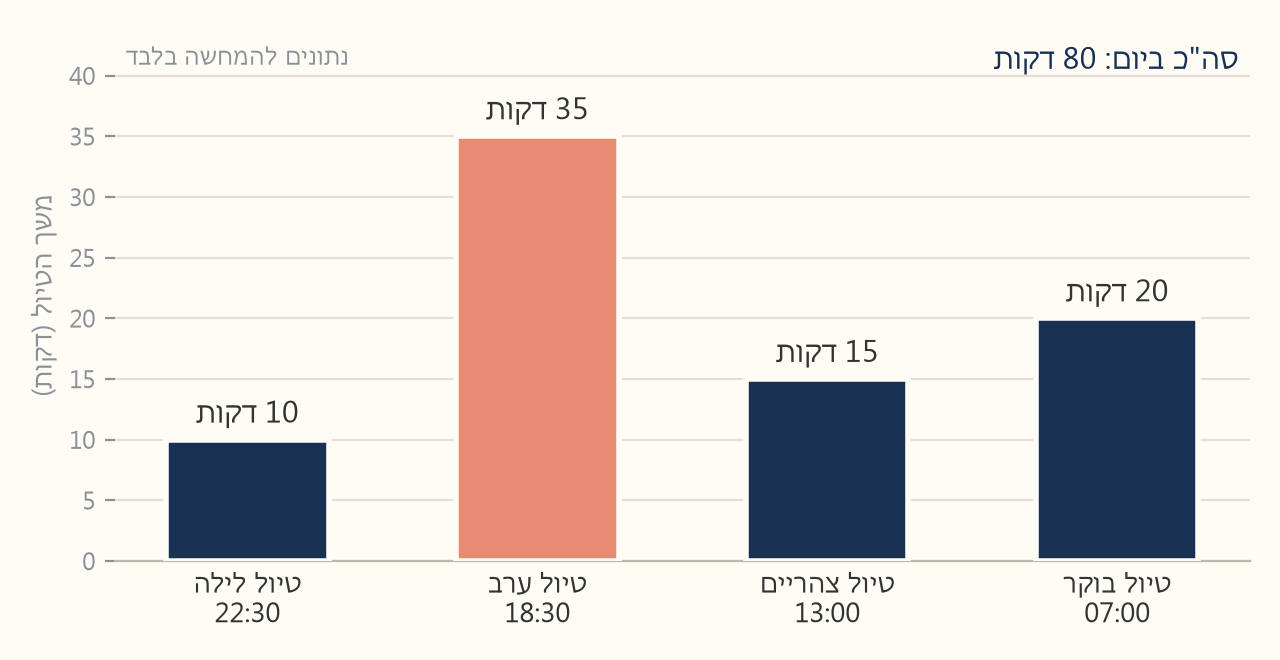 סה"כ ביום: 80 דקות
נתונים להמחשה בלבד
משך הטיול (דקות)
40
35
30
25
20
15
10
5
0
20 דקות
15 דקות
35 דקות
10 דקות
טיול בוקר
07:00
טיול צהריים
13:00
טיול ערב
18:30
טיול לילה
22:30